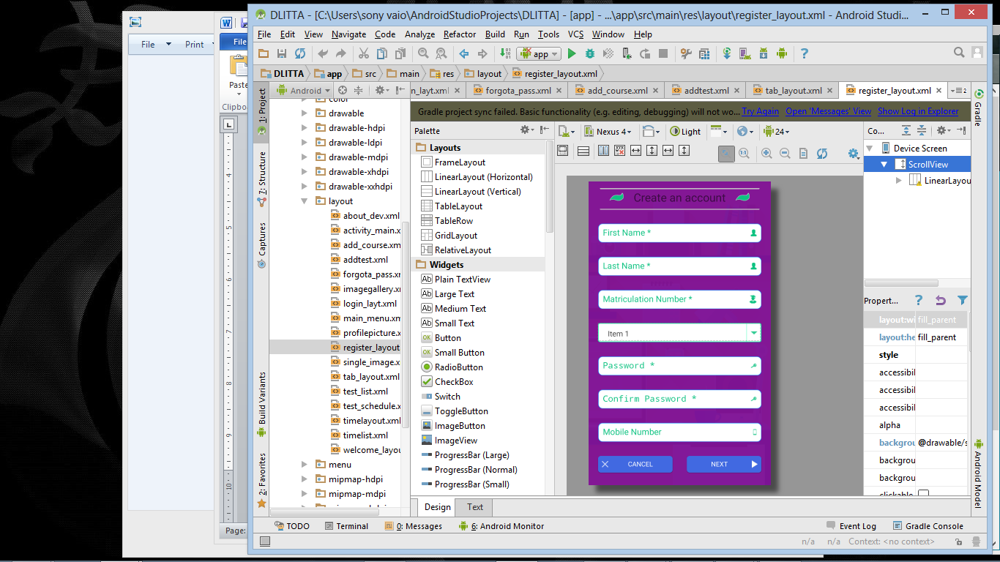 DLITTA - [C:\Users\sony vaio\AndroidStudioProjects\DLITTA] - [app] - ...\app\src\main\res\layout\register_layout.xml - Android Studi...
File Edit View Navigate Code Analyze Refactor Build Run Tools VCS Window Help
File Print
File
Paste
Clipboa
app
DLITTA app src main res layout register_layout.xml
Android
n_layt.xml forgota_pass.xml add_course.xml addtest.xml tab_layout.xml register_layout.xml
Gradle project sync failed. Basic functionality (e.g. editing, debugging) will not wo... Try Again Open 'Messages' View Show Log in Explorer
1: Project
7: Structure
Captures
Build Variants
2: Favorites
color
drawable
drawable-hdpi
drawable-ldpi
drawable-mdpi
drawable-xhdpi
drawable-xxhdpi
layout
about_dev.xml
activity_main.x
add_course.xm
addtest.xml
forgota_pass.xr
imagegallery.xr
login_layt.xml
main_menu.xm
profilepicture.x
register_layout
single_image.x
tab_layout.xml
test_list.xml
test_schedule.x
timelayout.xml
timelist.xml
welcome_layou
menu
mipmap-hdpi
mipmap-mdpi
Palette
Layouts
FrameLayout
LinearLayout (Horizontal)
LinearLayout (Vertical)
TableLayout
TableRow
GridLayout
RelativeLayout
Widgets
Plain TextView
Large Text
Medium Text
Small Text
Button
Small Button
RadioButton
CheckBox
Switch
ToggleButton
ImageButton
ImageView
ProgressBar (Large)
ProgressBar (Normal)
ProgressBar (Small)
Nexus 4 Light 24
Create an account
First Name *
Last Name *
Matriculation Number *
Item 1
Password *
Confirm Password *
Mobile Number
CANCEL NEXT
Co...
Device Screen
ScrollView
LinearLayou
Propert...
layout:wi fill_parent
layout:he fill_parent
style
accessibil
accessibil
accessibil
alpha
backgrou @drawable/s
backgrou
backgrou
clickable
Gradle
Android Model
Design Text
TODO Terminal 0: Messages 6: Android Monitor Event Log Gradle Console
n/a n/a Context: <no context>
Page:
4
5
6
7
8
9
10